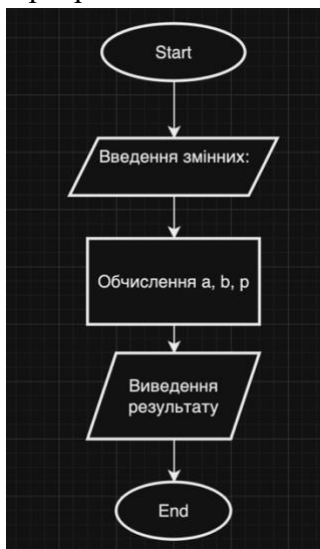 Start
Введення змінних:
Обчислення a, b, p
Виведення
результату
End